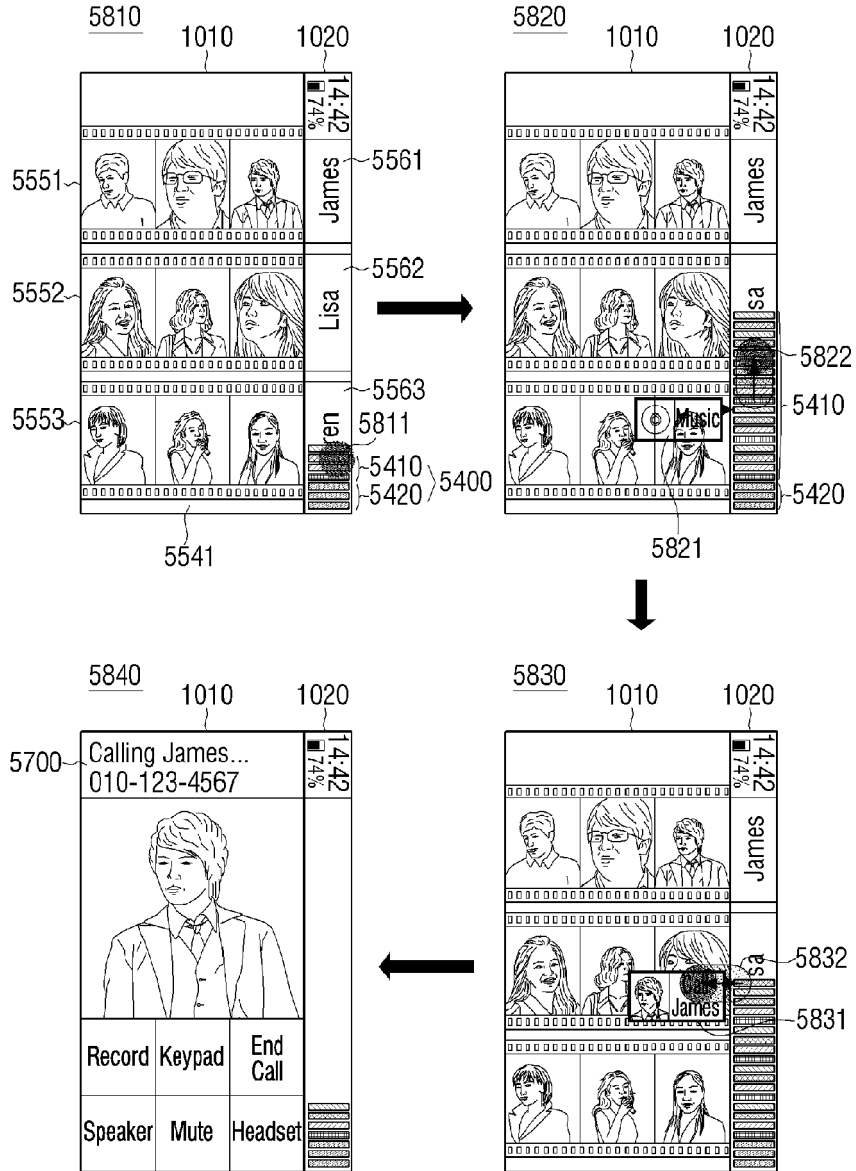 5810
1010
1020
14:42
74%
5551
James
5561
5552
Lisa
5562
5553
ren
5563
5811
5410
5420
5400
5541
5820
1010
1020
14:42
74%
James
sa
5822
5410
Music
5420
5821
5840
1010
1020
5700
Calling James...
010-123-4567
14:42
74%
Record
Keypad
End
Call
Speaker
Mute
Headset
5830
1010
1020
14:42
74%
James
sa
5832
Call
James
5831